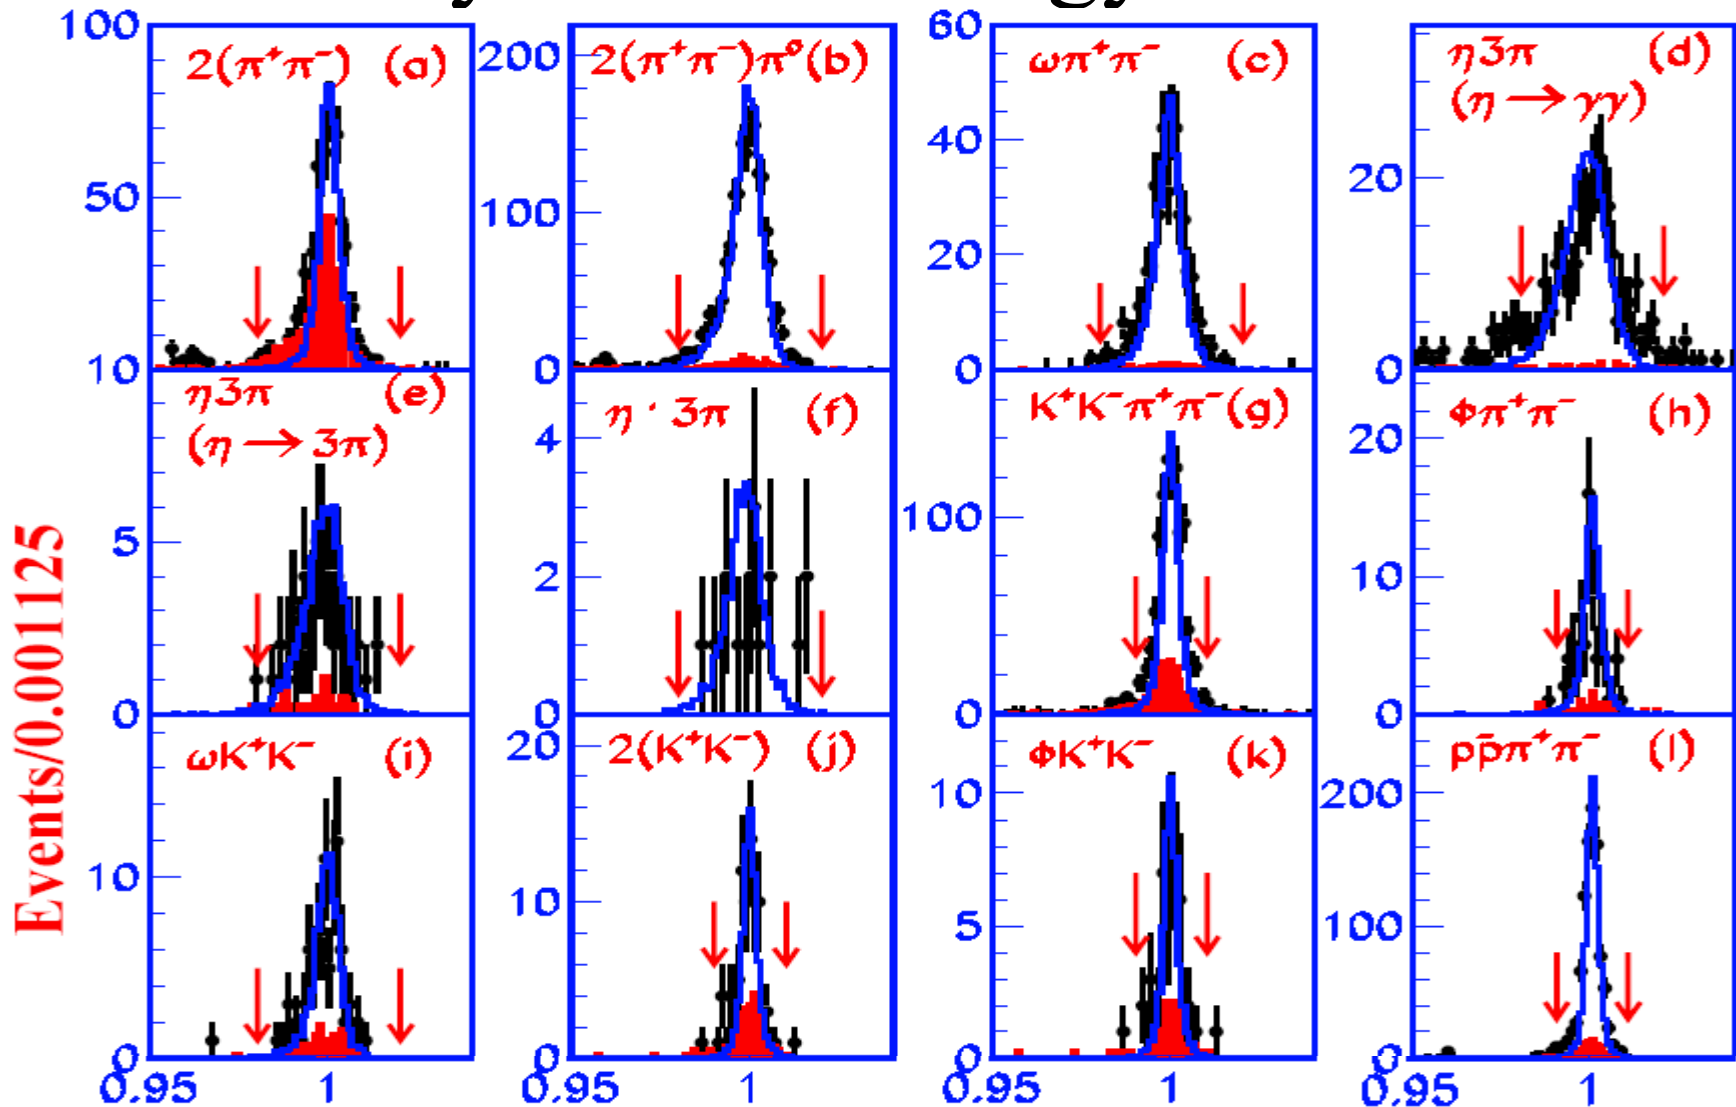 100 2(π⁺π⁻) (a) 200 2(π⁺π⁻)π⁰(b) 60 ωπ⁺π⁻ (c) η3π (d)
(η→γγ)
50 100 40 20
20
10 0 0 0
η3π (e) η'3π (f) K⁺K⁻π⁺π⁻(g) Φπ⁺π⁻ (h)
(η→3π)
5 4 100 20
2 10
0 0 0 0
ωK⁺K⁻ (i) 20 2(K⁺K⁻) (j) ΦK⁺K⁻ (k) pp̄π⁺π⁻ (l)
10 10 10 200
5 100
0 0 0 0
0.95 1 0.95 1 0.95 1 0.95 1
Events/0.001125